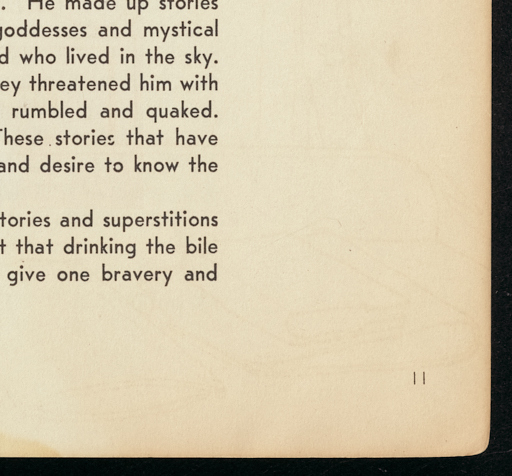 . He made up stories
goddesses and mystical
who lived in the sky.
threatened him with
rumbled and quaked.
These stories that have
and desire to know the
stories and superstitions
that drinking the bile
give one bravery and
11